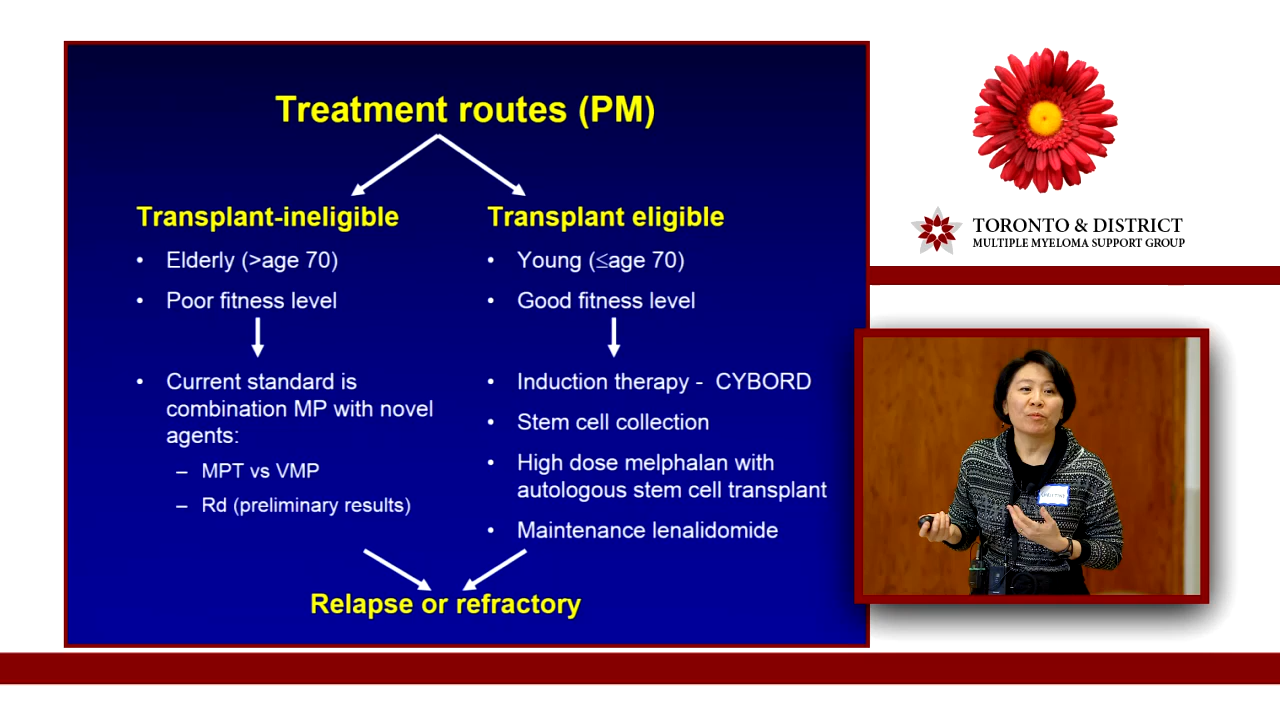 Treatment routes (PM)
Transplant-ineligible
• Elderly (>age 70)
• Poor fitness level
• Current standard is
combination MP with novel
agents:
– MPT vs VMP
– Rd (preliminary results)
Transplant eligible
• Young (≤age 70)
• Good fitness level
• Induction therapy - CYBORD
• Stem cell collection
• High dose melphalan with
autologous stem cell transplant
• Maintenance lenalidomide
Relapse or refractory
TORONTO & DISTRICT
MULTIPLE MYELOMA SUPPORT GROUP